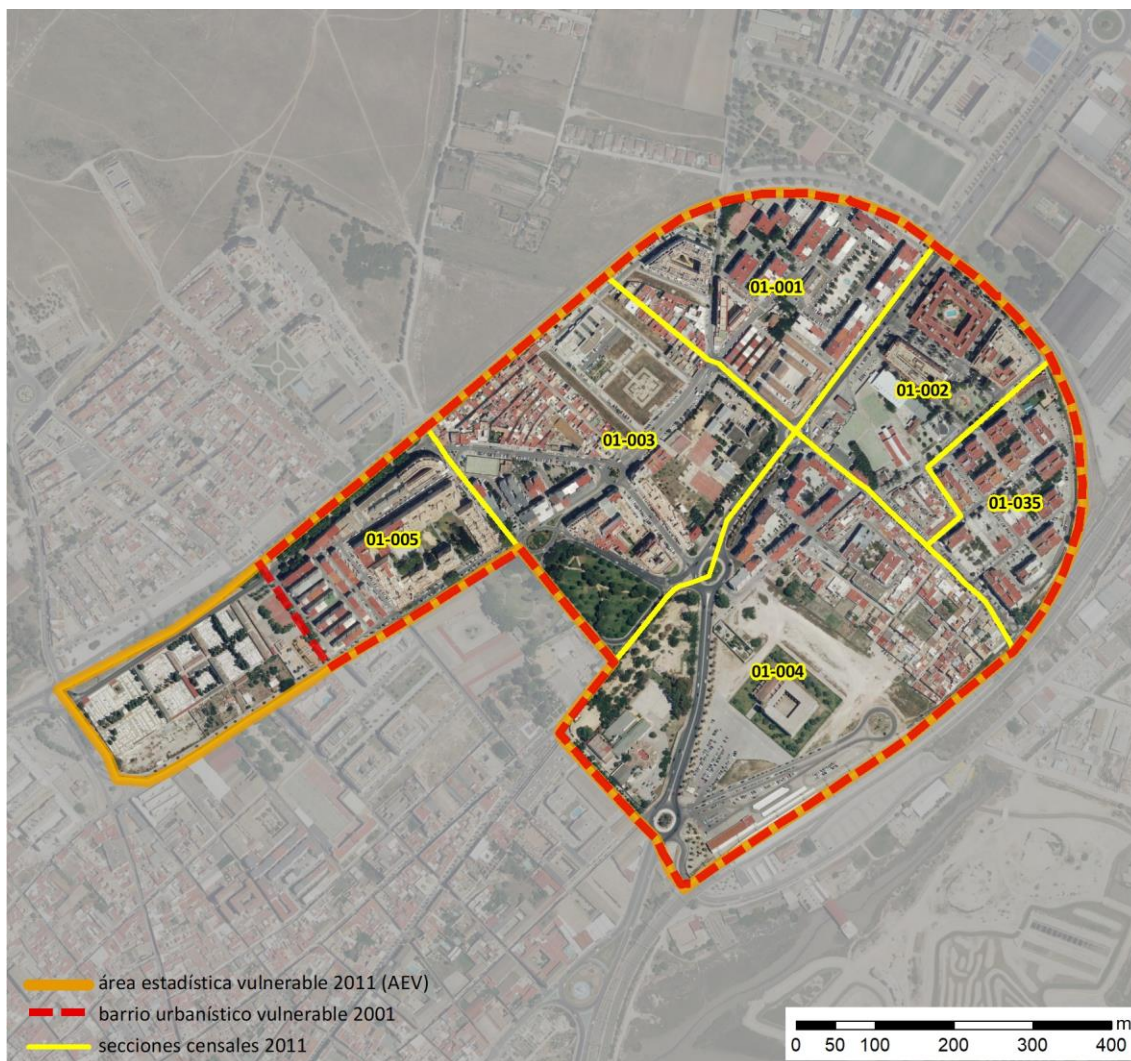 01-001
01-002
01-003
01-035
01-005
01-004
área estadística vulnerable 2011 (AEV)
barrio urbanístico vulnerable 2001
secciones censales 2011
m
0 50 100 200 300 400